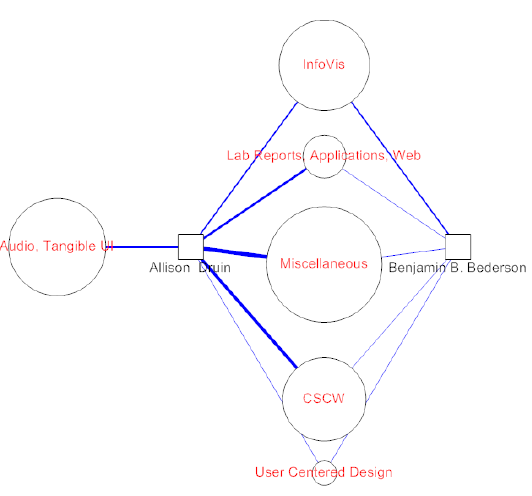 InfoVis
Lab Reports, Applications, Web
Audio, Tangible UI
Allison Druin
Miscellaneous
Benjamin B. Bederson
CSCW
User Centered Design